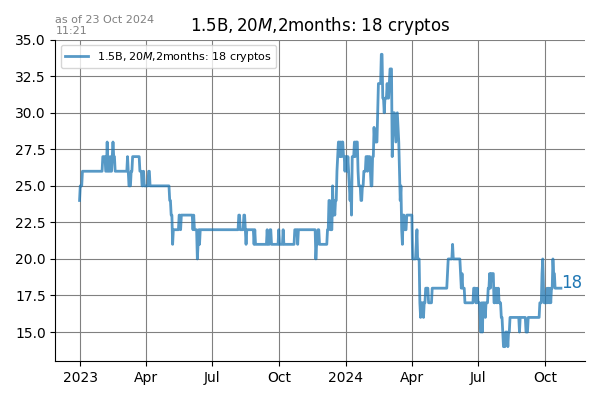 as of 23 Oct 2024
11:21
1.5B,20M,2months: 18 cryptos
1.5B,20M,2months: 18 cryptos
35.0
32.5
30.0
27.5
25.0
22.5
20.0
17.5
15.0
18
2023 Apr Jul Oct 2024 Apr Jul Oct